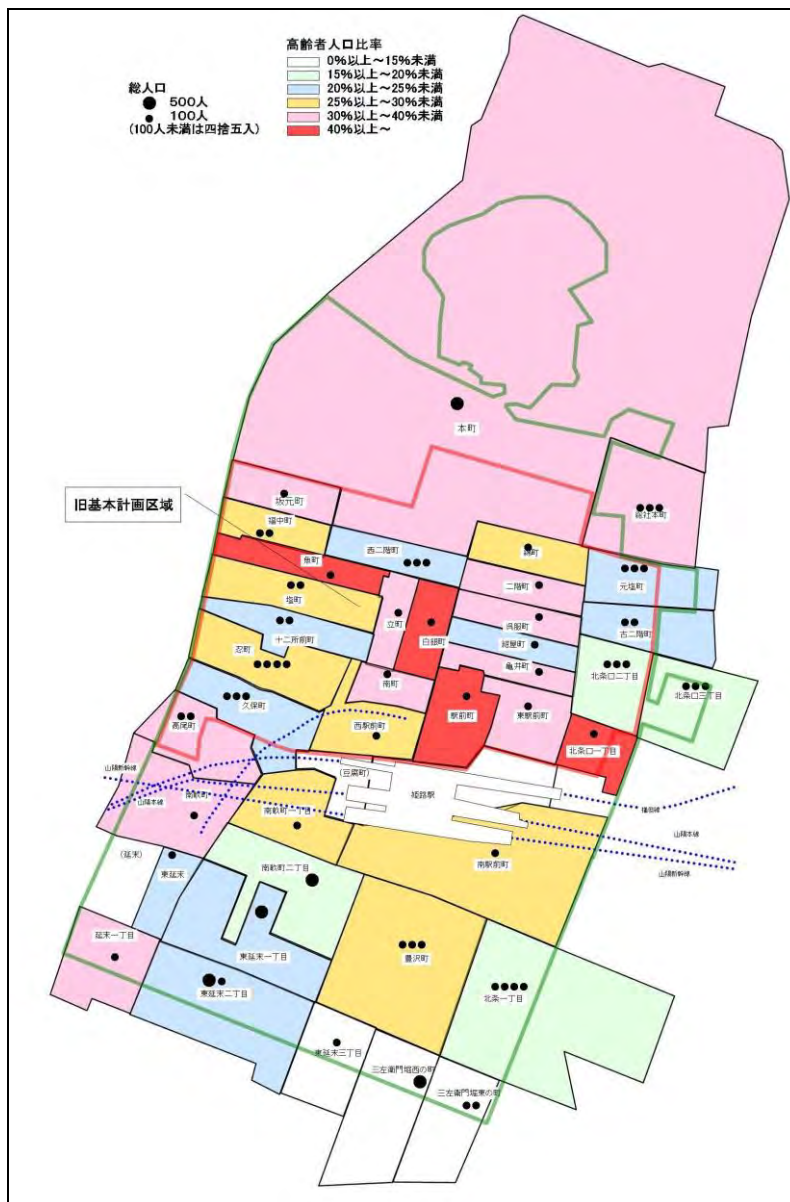 高齢者人口比率
0%以上～15%未満
15%以上～20%未満
20%以上～25%未満
25%以上～30%未満
30%以上～40%未満
40%以上～
総人口
500人
100人
(100人未満は四捨五入)
本町
旧基本計画区域
坂元町
総社本町
福中町
西二階町
綿町
魚町
元塩町
二階町
塩町
立町
白銀町
呉服町
古二階町
十二所前町
紺屋町
忍町
亀井町
北条口二丁目
南町
北条口三丁目
久保町
駅前町
東駅前町
高尾町
西駅前町
北条口一丁目
山陽新幹線
(豆腐町)
姫路駅
南畝町
山陽本線
播但線
南畝町一丁目
山陽本線
南駅前町
山陽新幹線
(延末)
東延末
南畝町二丁目
延末一丁目
東延末一丁目
豊沢町
東延末二丁目
北条一丁目
東延末三丁目
三左衛門堀西の町
三左衛門堀東の町